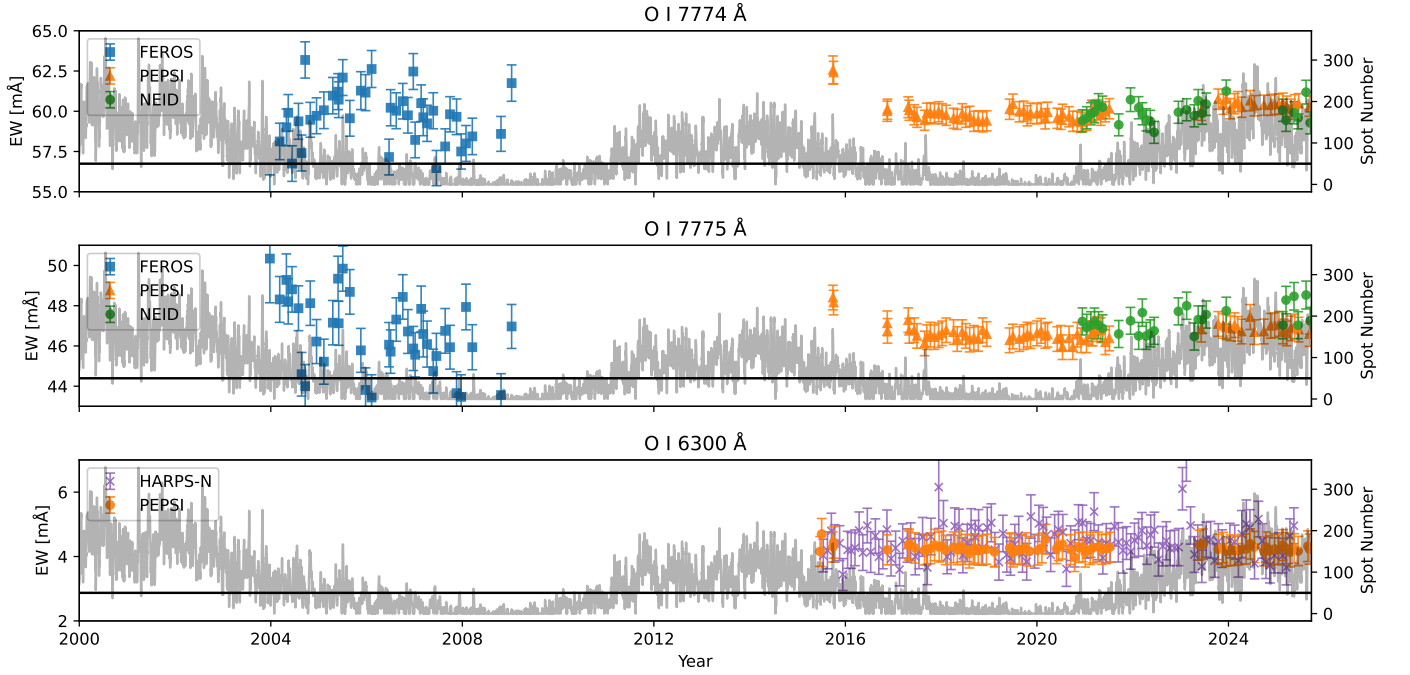 O I 7774 Å
65.0
62.5
60.0
57.5
55.0
EW [mÅ]
FEROS
PEPSI
NEID
300
200
100
0
Spot Number
O I 7775 Å
50
48
46
44
EW [mÅ]
FEROS
PEPSI
NEID
300
200
100
0
Spot Number
O I 6300 Å
6
4
2
EW [mÅ]
HARPS-N
PEPSI
300
200
100
0
Spot Number
2000 2004 2008 2012 2016 2020 2024
Year